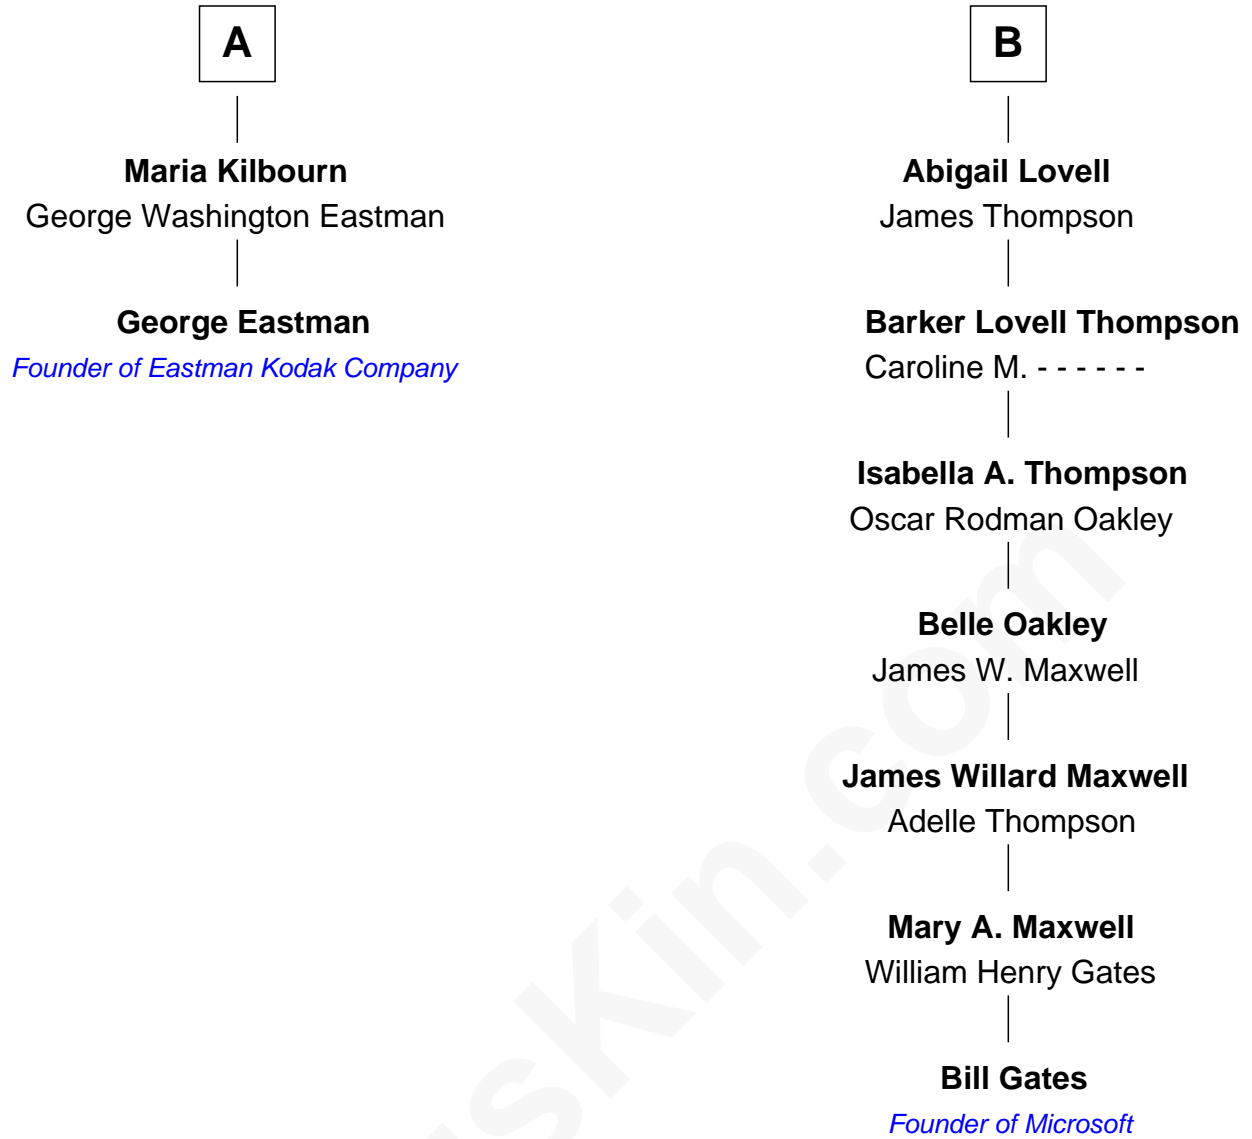 A
Maria Kilbourn
George Washington Eastman
George Eastman
Founder of Eastman Kodak Company
B
Abigail Lovell
James Thompson
Barker Lovell Thompson
Caroline M. - - - - - -
Isabella A. Thompson
Oscar Rodman Oakley
Belle Oakley
James W. Maxwell
James Willard Maxwell
Adelle Thompson
Mary A. Maxwell
William Henry Gates
Bill Gates
Founder of Microsoft
sKin.com